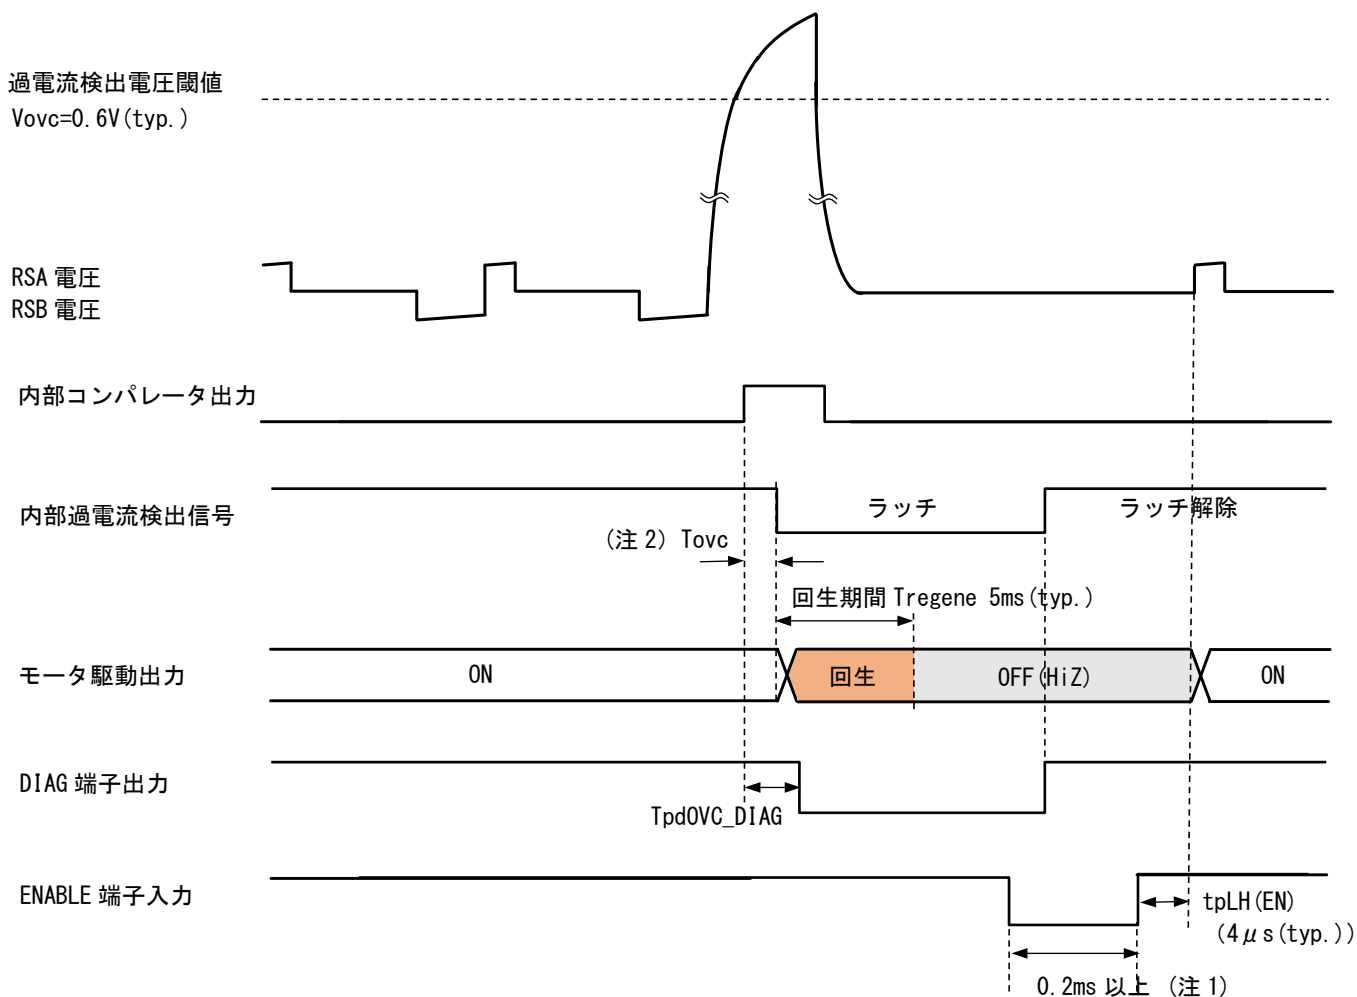 過電流検出電圧閾値
Vovc=0.6V(typ.)
RSA 電圧
RSB 電圧
内部コンパレータ出力
内部過電流検出信号
ラッチ
ラッチ解除
(注 2) Tovc
回生期間 Tregene 5ms(typ.)
モータ駆動出力
ON
回生
OFF(HiZ)
ON
DIAG 端子出力
TpdOVC_DIAG
ENABLE 端子入力
tpLH(EN)
(4μs(typ.))
0.2ms 以上 (注 1)